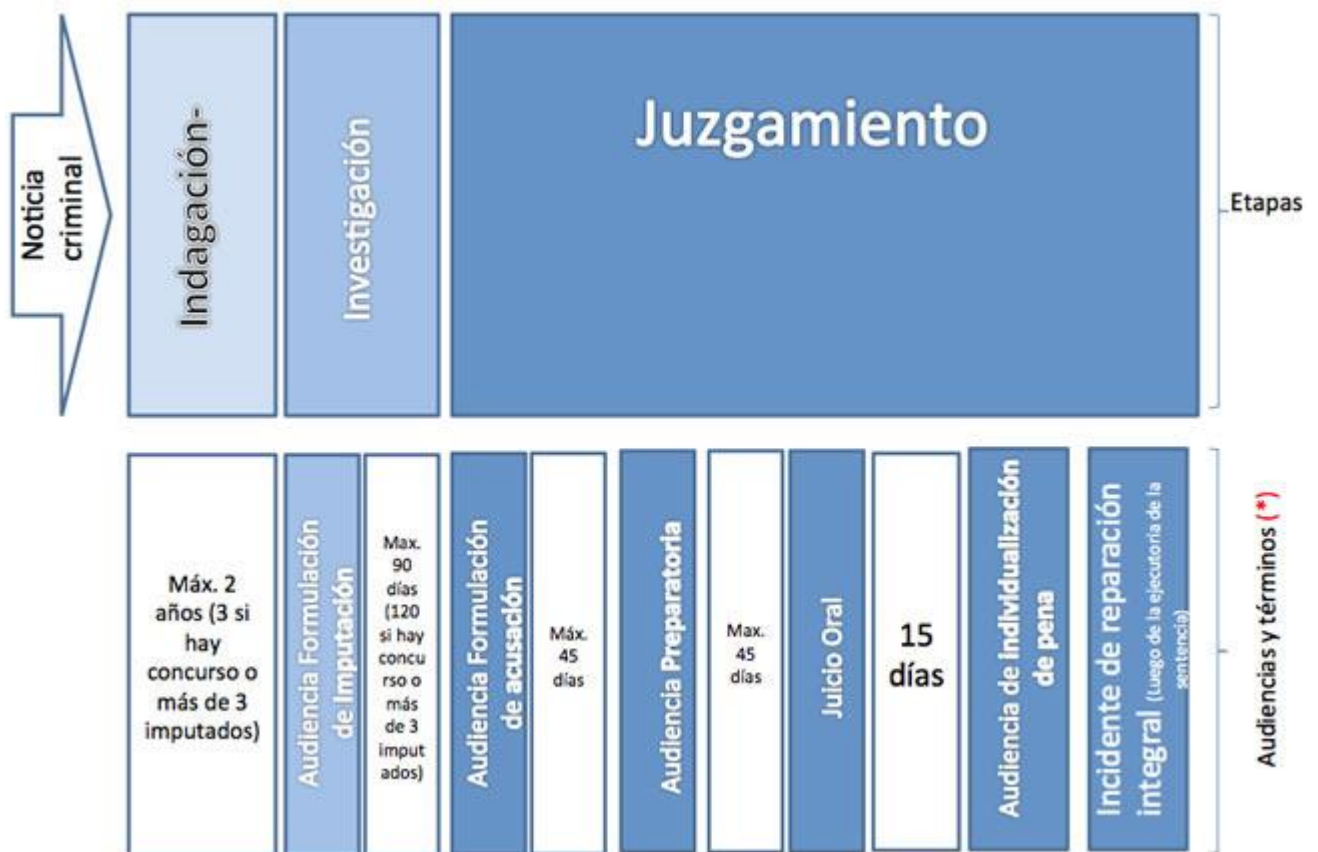 Noticia
criminal
Indagación-
Investigación
Juzgamiento
Etapas
Máx. 2
años (3 si
hay
concurso o
más de 3
imputados)
Audiencia Formulación
de Imputación
Max.
90
días
(120
si hay
concu
rso o
más
de 3
imput
ados)
Audiencia Formulación
de acusación
Máx.
45
días
Audiencia Preparatoria
Max.
45
días
Juicio Oral
15
días
Audiencia de individualización
de pena
Incidente de reparación
integral (Luego de la ejecutoria de la
sentencia)
Audiencias y términos (*)